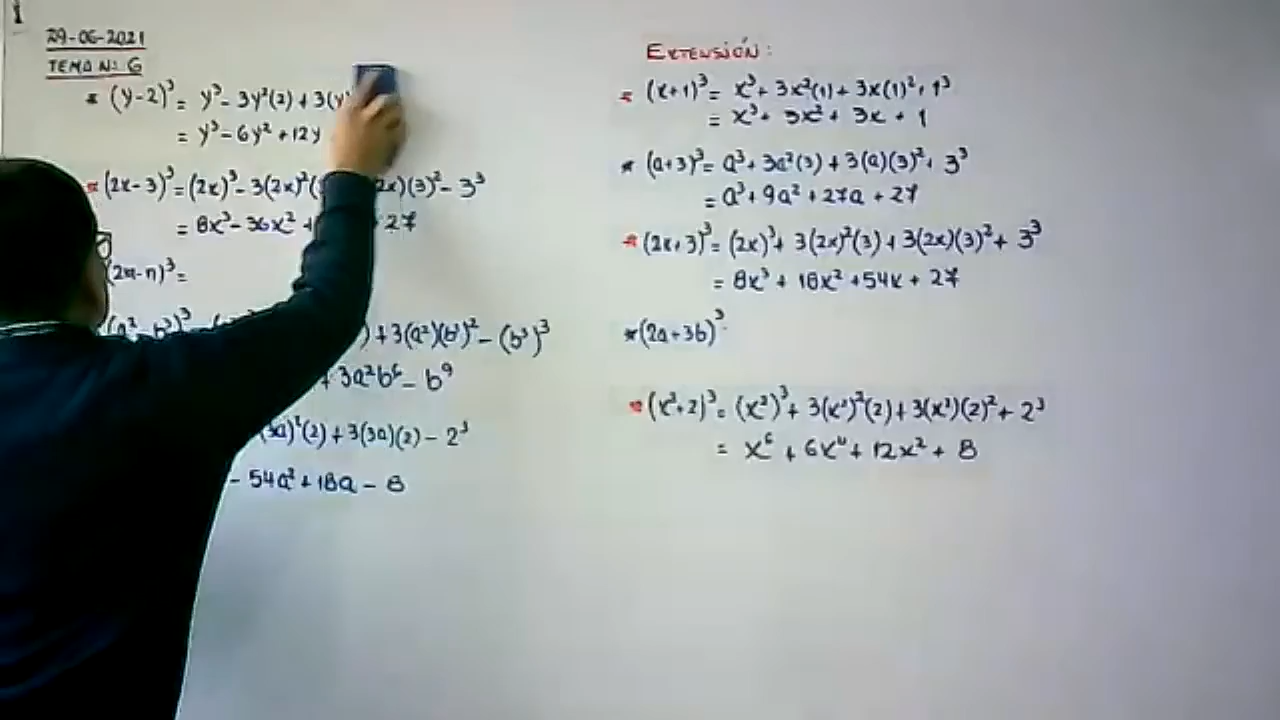 29-06-2021
TEMA N: 6
* (y-2)³ = y³ - 3y²(2) + 3(y)
= y³ - 6y² + 12y
* (2x-3)³ = (2x)³ - 3(2x)²( 2x)(3)² - 3³
= 8x³ - 36x² + 27
(2m-n)³ =
(a²-b³)³ ) + 3(a²)(b³)² - (b³)³
+ 3a²b⁶ - b⁹
(3a)²(2) + 3(3a)(2) - 2³
- 54a² + 18a - 8
EXTENSIÓN:
* (x+1)³ = x³ + 3x²(1) + 3x(1)² + 1³
= x³ + 3x² + 3x + 1
* (a+3)³ = a³ + 3a²(3) + 3(a)(3)² + 3³
= a³ + 9a² + 27a + 27
* (2x+3)³ = (2x)³ + 3(2x)²(3) + 3(2x)(3)² + 3³
= 8x³ + 18x² + 54x + 27
* (2a+3b)³
* (x²+2)³ = (x²)³ + 3(x²)²(2) + 3(x²)(2)² + 2³
= x⁶ + 6x⁴ + 12x² + 8